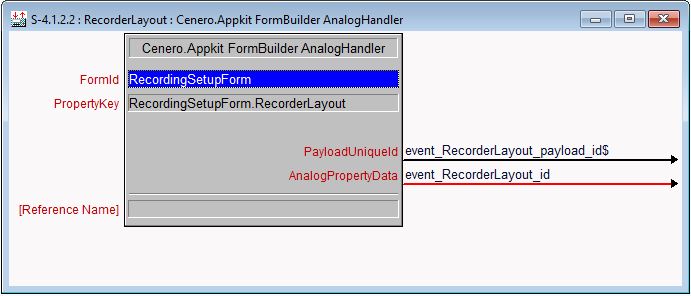 S-4.1.2.2 : RecorderLayout : Cenero.Appkit FormBuilder AnalogHandler
Cenero.Appkit FormBuilder AnalogHandler
FormId RecordingSetupForm
PropertyKey RecordingSetupForm.RecorderLayout
PayloadUniqueId event_RecorderLayout_payload_id$
AnalogPropertyData event_RecorderLayout_id
[Reference Name]